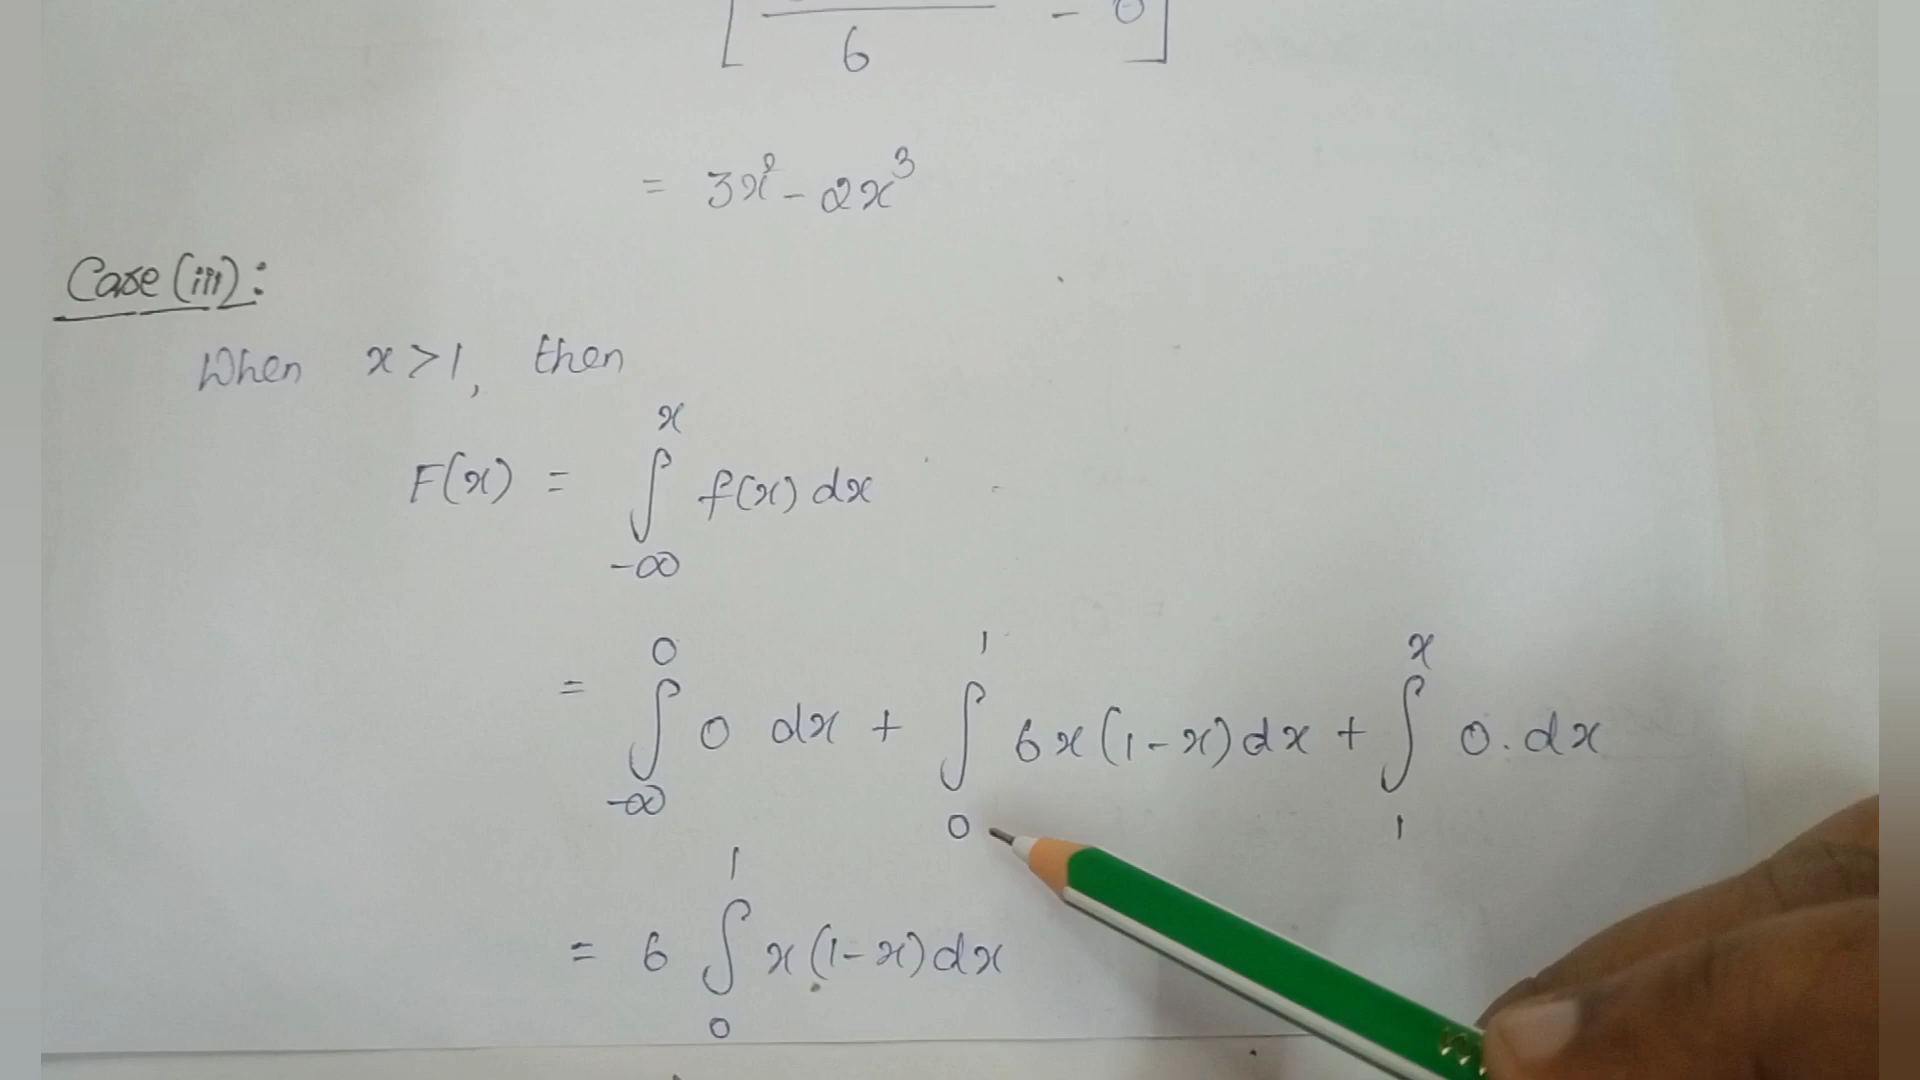 [ 6 - 0 ]
= 3x² - 2x³
Case (iii):
When x > 1, then
F(x) = ∫_{-∞}^{x} f(x) dx
= ∫_{-∞}^{0} 0 dx + ∫_{0}^{1} 6x(1-x) dx + ∫_{1}^{x} 0. dx
= 6 ∫_{0}^{1} x(1-x) dx